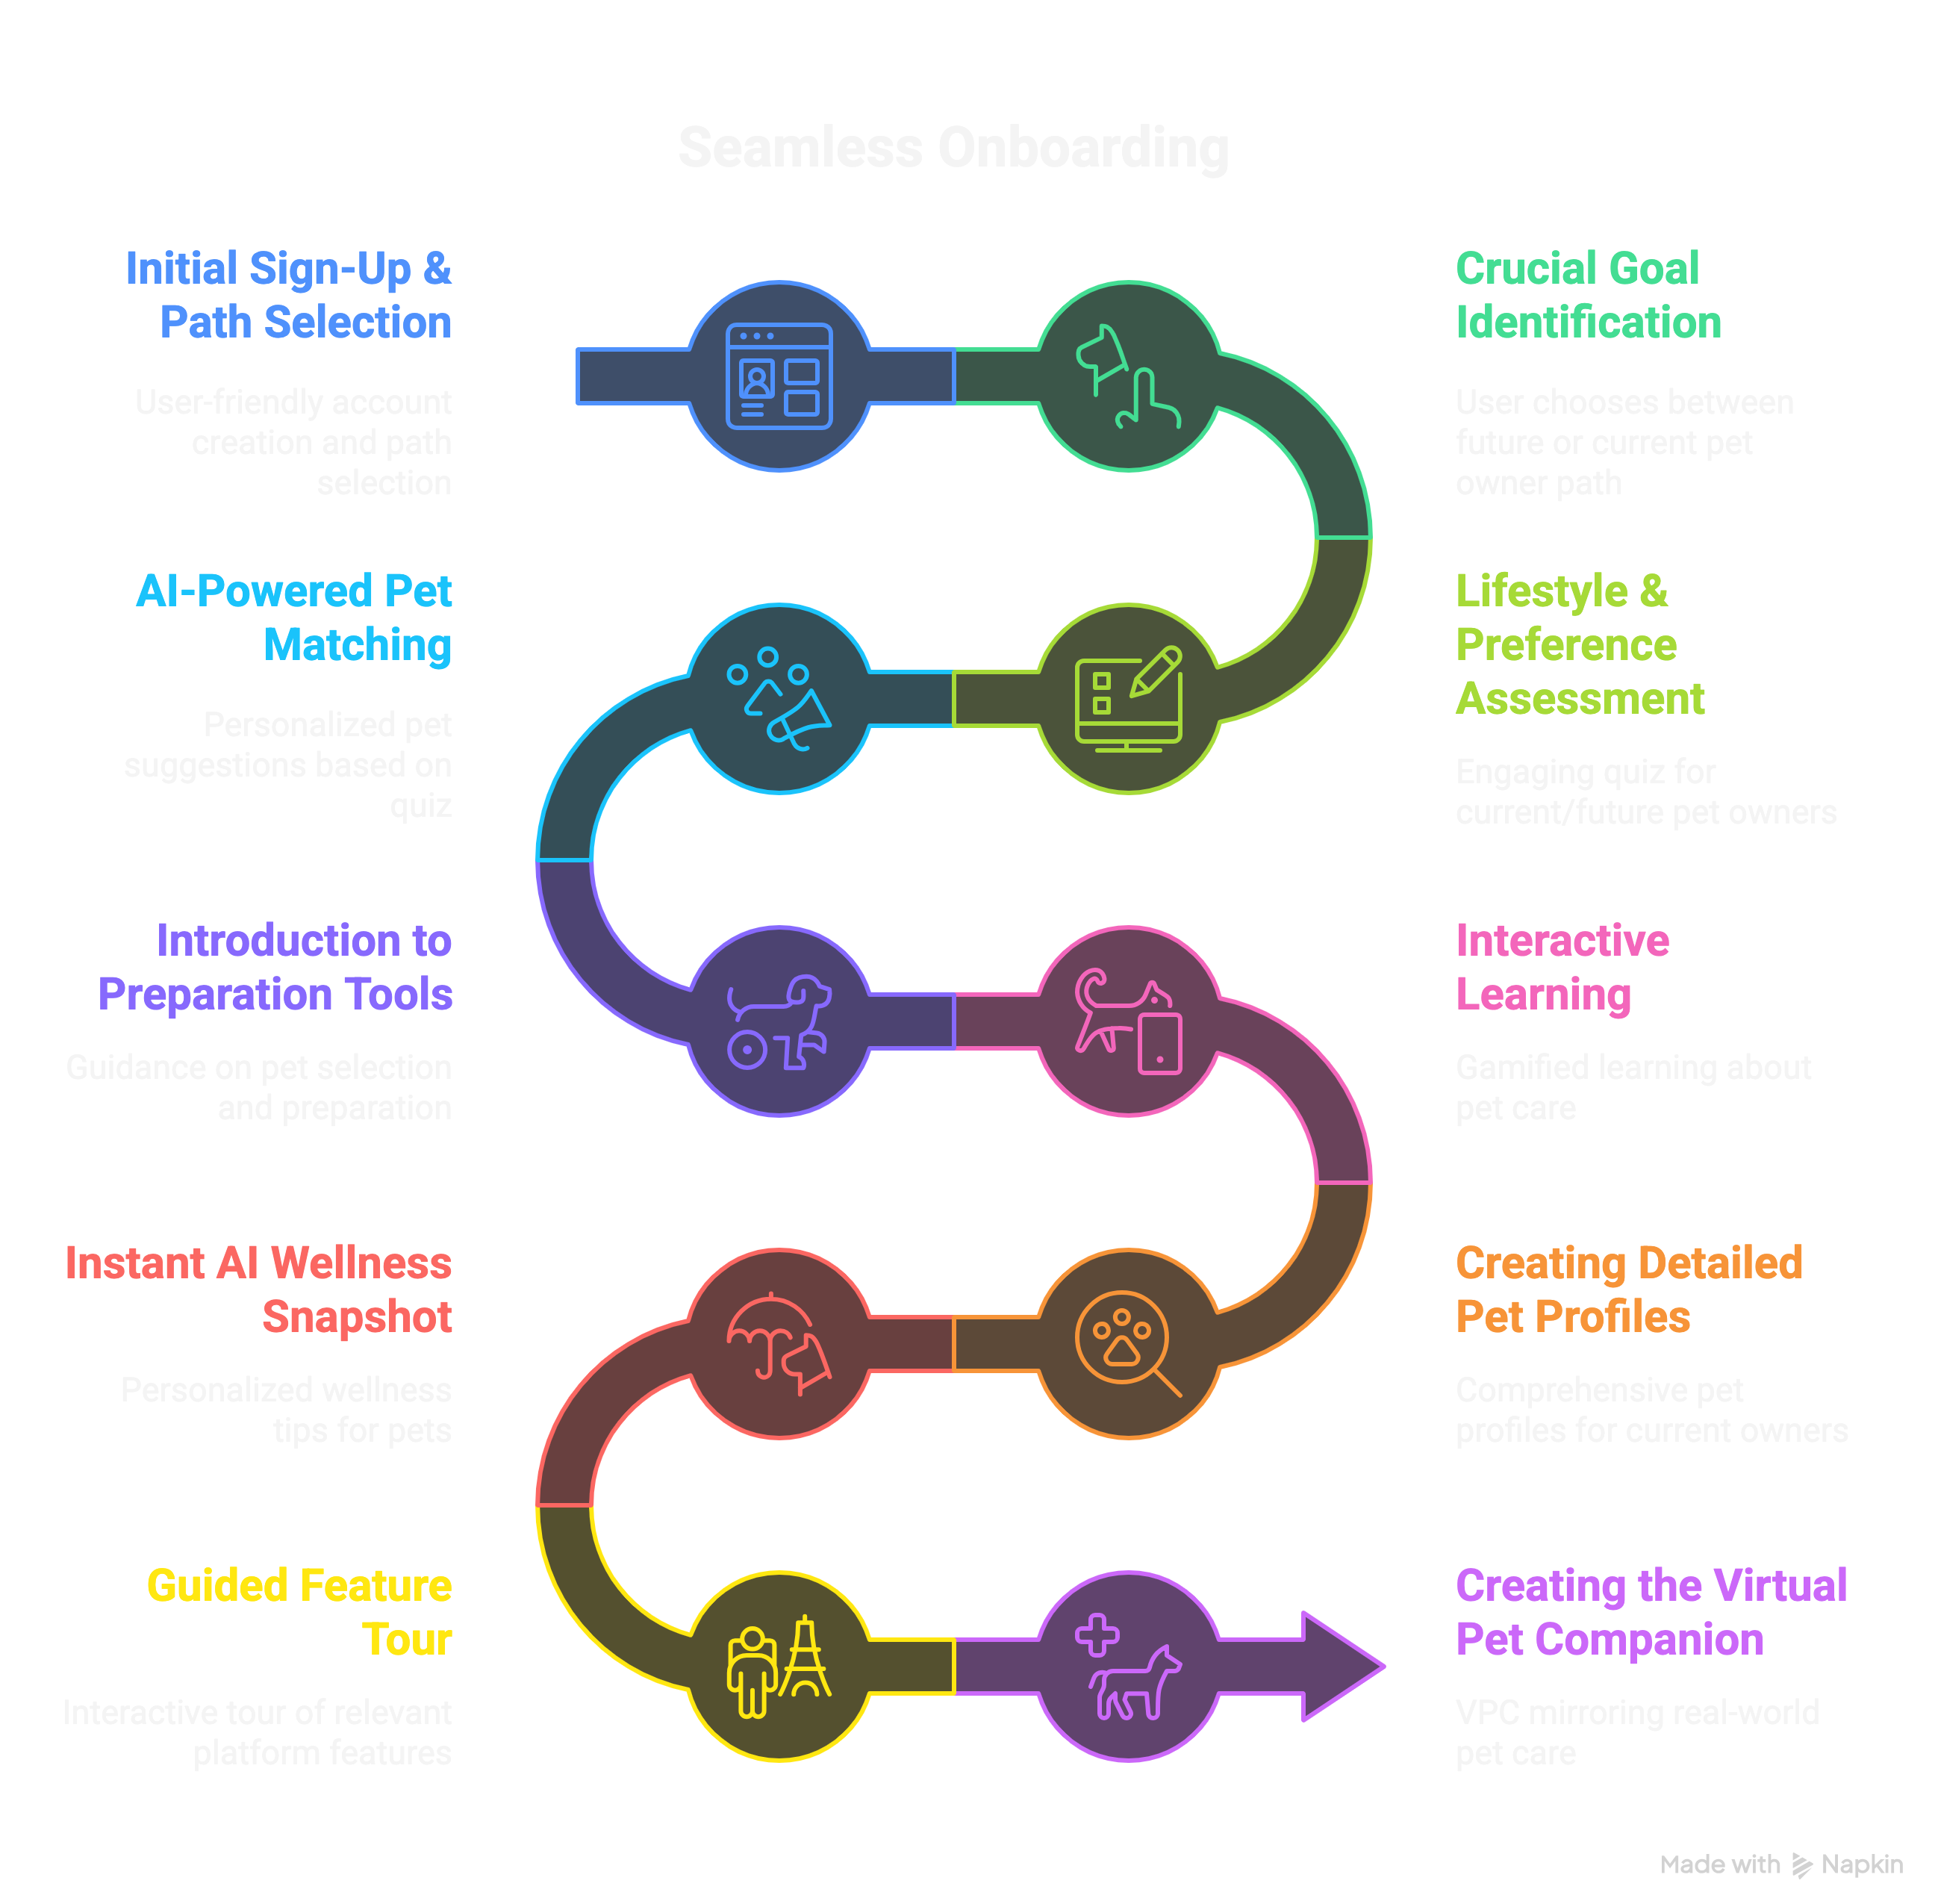 Seamless Onboarding
Initial Sign-Up &
Path Selection
User-friendly account
creation and path
selection
Crucial Goal
Identification
User chooses between
future or current pet
owner path
Lifestyle &
Preference
Assessment
Engaging quiz for
current/future pet owners
AI-Powered Pet
Matching
Personalized pet
suggestions based on
quiz
Introduction to
Preparation Tools
Guidance on pet selection
and preparation
Interactive
Learning
Gamified learning about
pet care
Creating Detailed
Pet Profiles
Comprehensive pet
profiles for current owners
Instant AI Wellness
Snapshot
Personalized wellness
tips for pets
Guided Feature
Tour
Interactive tour of relevant
platform features
Creating the Virtual
Pet Companion
VPC mirroring real-world
pet care
Made with Napkin